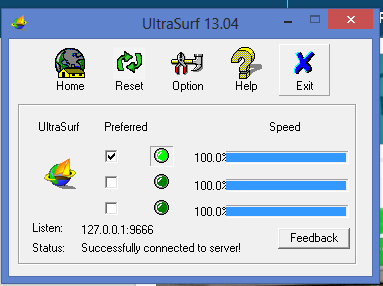 UltraSurf 13.04
Home Reset Option Help Exit
UltraSurf Preferred Speed
100.0%
100.0%
100.0%
Listen: 127.0.0.1:9666
Status: Successfully connected to server!
Feedback